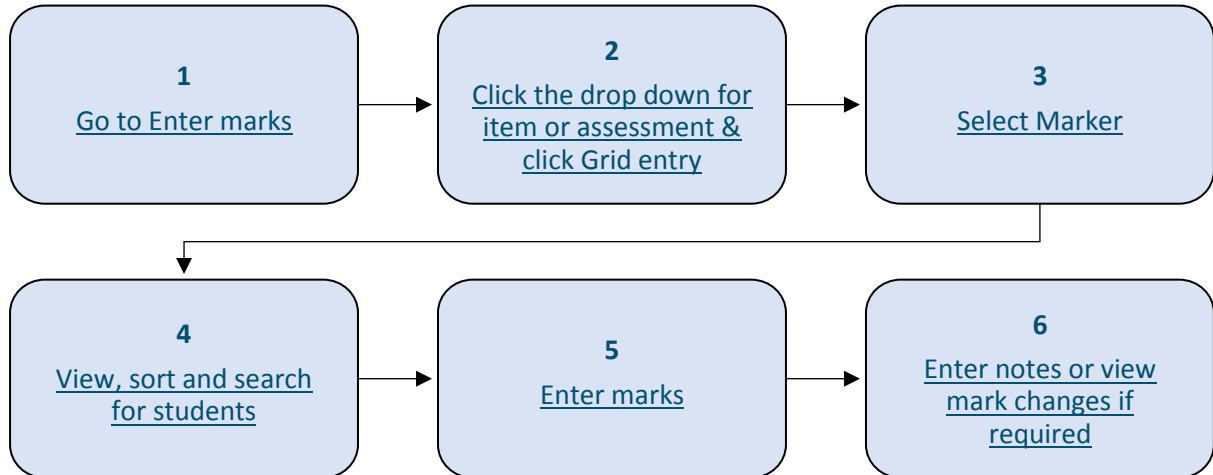 1
Go to Enter marks
2
Click the drop down for
item or assessment &
click Grid entry
3
Select Marker
4
View, sort and search
for students
5
Enter marks
6
Enter notes or view
mark changes if
required